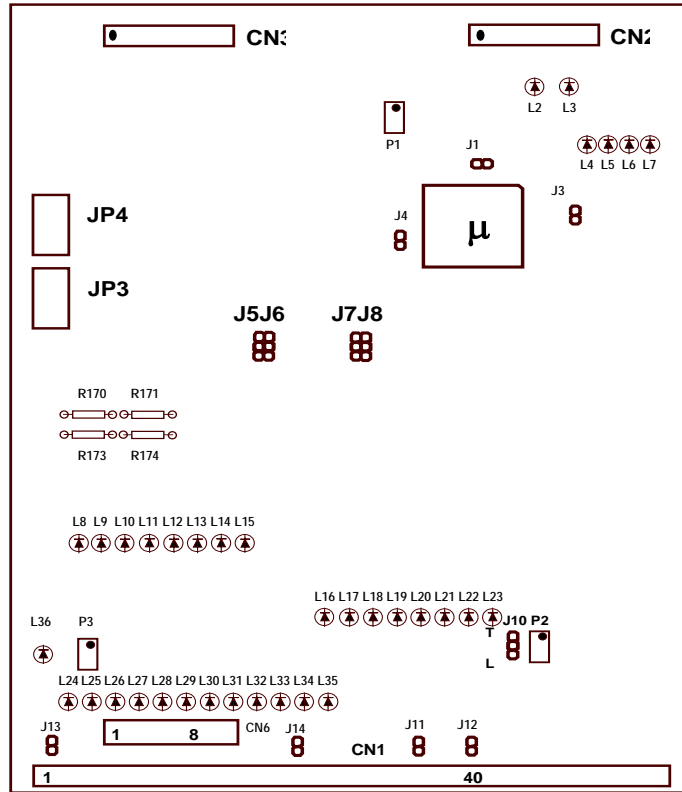 CN3 CN2
L2 L3
P1 J1
L4 L5 L6 L7
JP4 J4 µ J3
JP3
J5J6 J7J8
R170 R171
R173 R174
L8 L9 L10 L11 L12 L13 L14 L15
L16 L17 L18 L19 L20 L21 L22 L23
L36 P3 T J10 P2
L
L24 L25 L26 L27 L28 L29 L30 L31 L32 L33 L34 L35
J13 1 8 CN6 J14 CN1 J11 J12
1 40